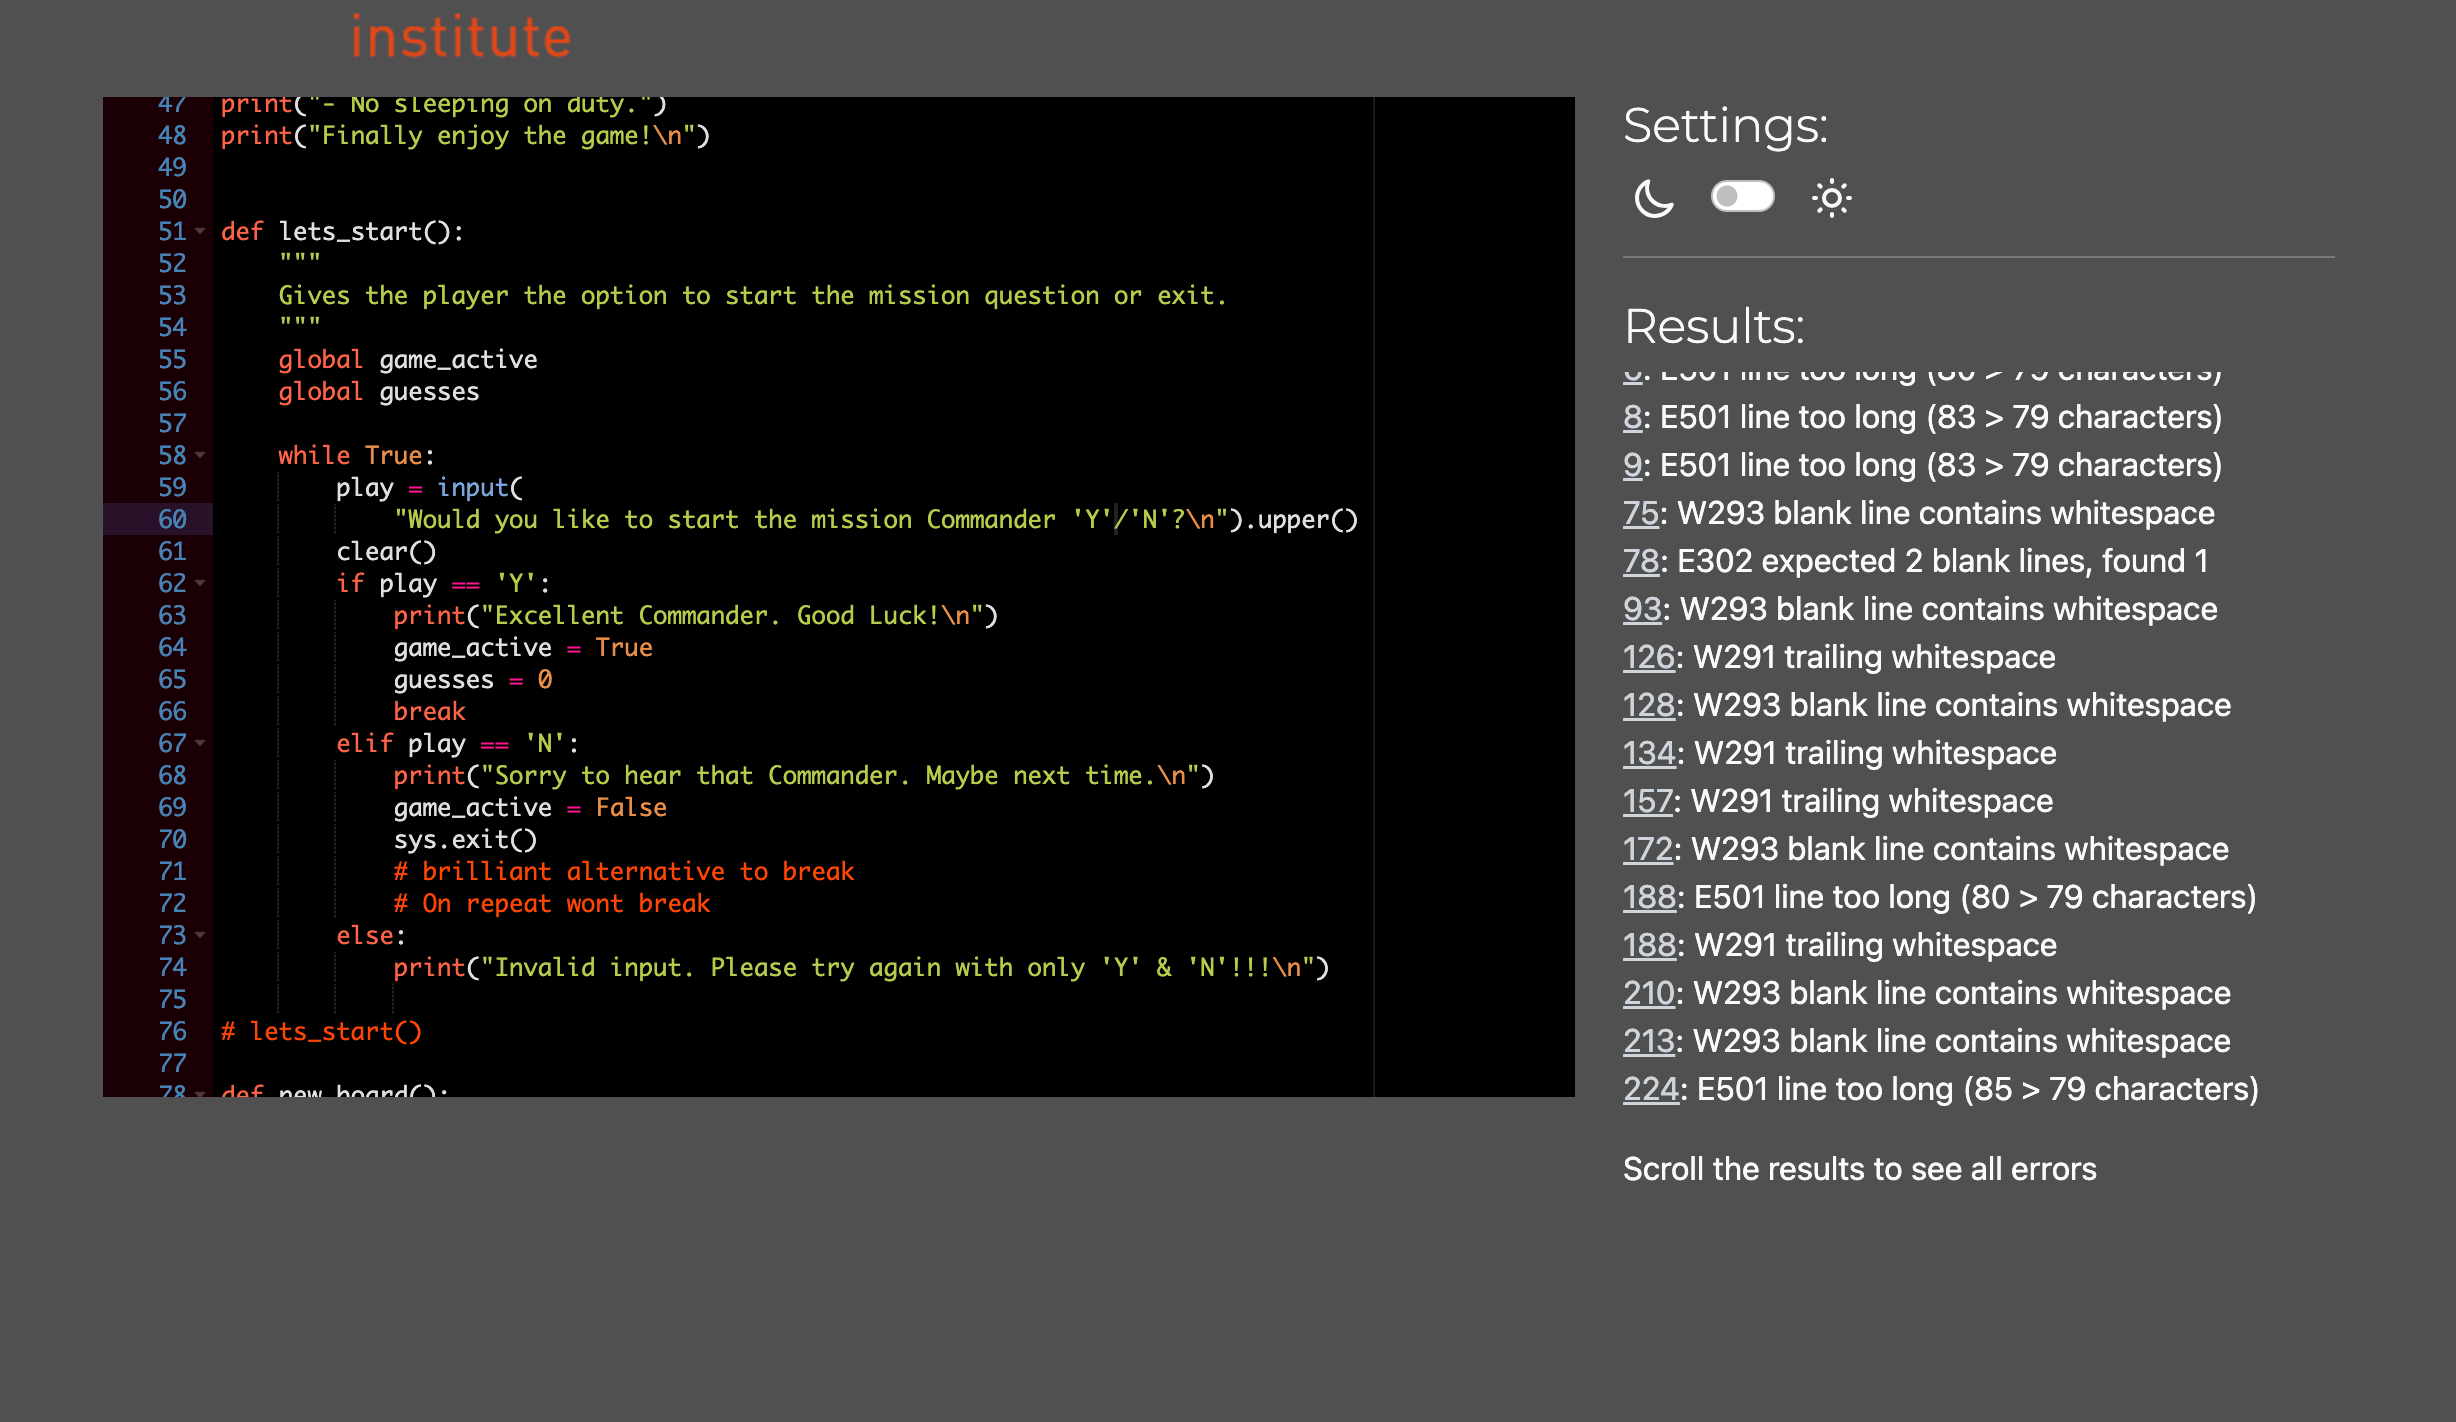 institute
47 print("- No sleeping on duty.")
48 print("Finally enjoy the game!\n")
49
50
51 def lets_start():
52     """
53     Gives the player the option to start the mission question or exit.
54     """
55     global game_active
56     global guesses
57
58     while True:
59         play = input(
60             "Would you like to start the mission Commander 'Y'/'N'?\n").upper()
61         clear()
62         if play == 'Y':
63             print("Excellent Commander. Good Luck!\n")
64             game_active = True
65             guesses = 0
66             break
67         elif play == 'N':
68             print("Sorry to hear that Commander. Maybe next time.\n")
69             game_active = False
70             sys.exit()
71             # brilliant alternative to break
72             # On repeat wont break
73         else:
74             print("Invalid input. Please try again with only 'Y' & 'N'!!!\n")
75
76 # lets_start()
77
78 def new_board():
Settings:
Results:
6: E501 line too long (80 > 79 characters)
8: E501 line too long (83 > 79 characters)
9: E501 line too long (83 > 79 characters)
75: W293 blank line contains whitespace
78: E302 expected 2 blank lines, found 1
93: W293 blank line contains whitespace
126: W291 trailing whitespace
128: W293 blank line contains whitespace
134: W291 trailing whitespace
157: W291 trailing whitespace
172: W293 blank line contains whitespace
188: E501 line too long (80 > 79 characters)
188: W291 trailing whitespace
210: W293 blank line contains whitespace
213: W293 blank line contains whitespace
224: E501 line too long (85 > 79 characters)
Scroll the results to see all errors